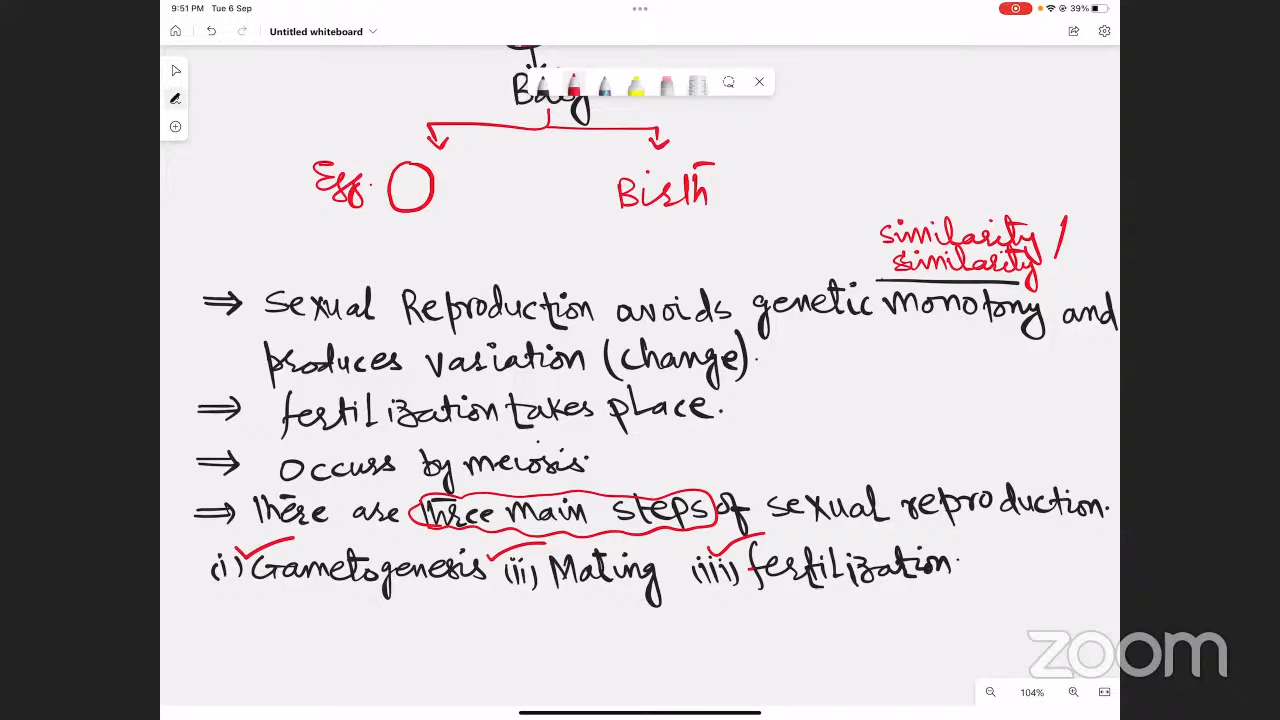 9:51 PM Tue 6 Sep
39%
Untitled whiteboard
Baby
Egg.
Birth
similarity /
similarity
⇒ Sexual Reproduction avoids genetic monotony and
produces variation (change).
⇒ fertilization takes place.
⇒ Occurs by meiosis.
⇒ There are three main steps of sexual reproduction.
(i) Gametogenesis (ii) Mating (iii) fertilization.
zoom
104%